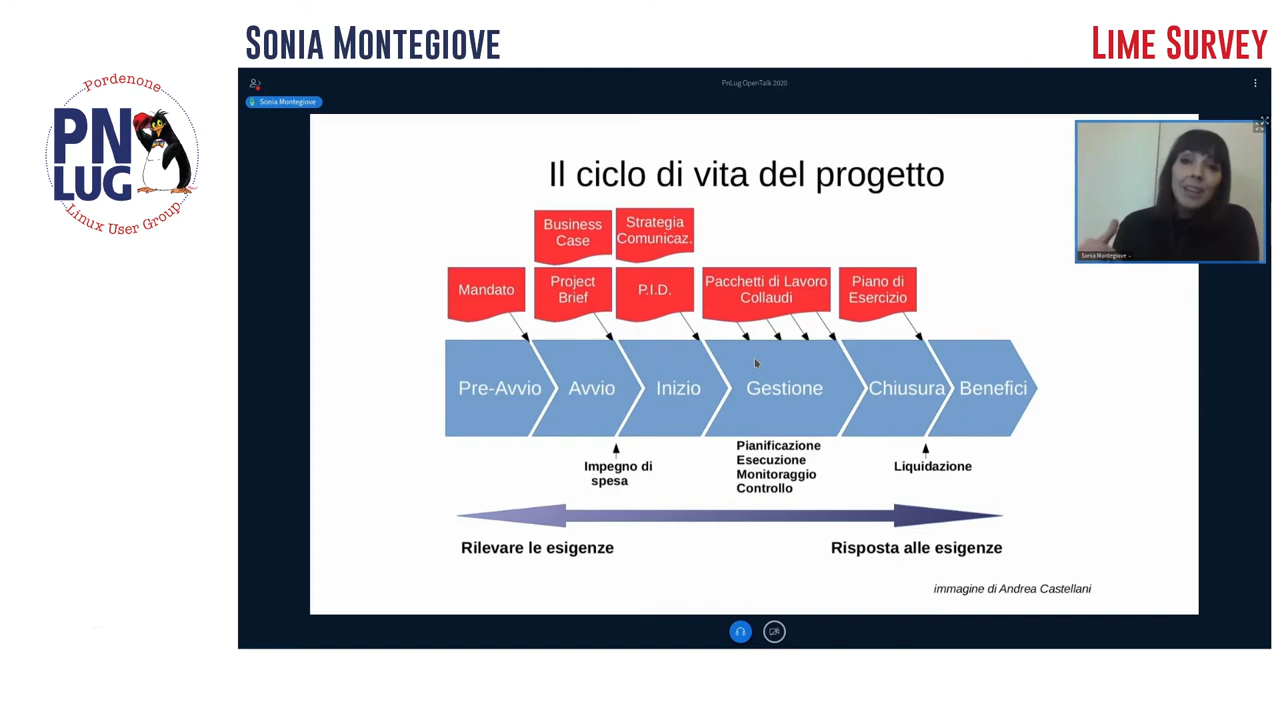 SONIA MONTEGIOVE
LIME SURVEY
Pordenone
PN
LUG
Linux User Group
PnLug OpenTalk 2020
Sonia Montegiove
Sonia Montegiove
Il ciclo di vita del progetto
Business
Case
Strategia
Comunicaz.
Mandato
Project
Brief
P.I.D.
Pacchetti di Lavoro
Collaudi
Piano di
Esercizio
Pre-Avvio
Avvio
Inizio
Gestione
Chiusura
Benefici
Impegno di
spesa
Pianificazione
Esecuzione
Monitoraggio
Controllo
Liquidazione
Rilevare le esigenze
Risposta alle esigenze
immagine di Andrea Castellani